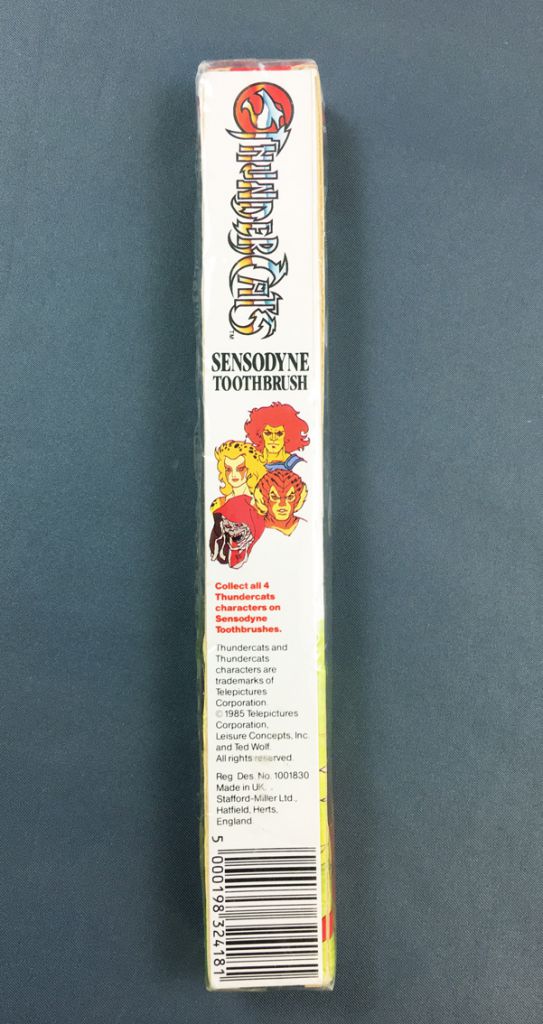 THUNDERCATS
TM
SENSODYNE
TOOTHBRUSH
Collect all 4
Thundercats
characters on
Sensodyne
Toothbrushes.
Thundercats and
Thundercats
characters are
trademarks of
Telepictures
Corporation.
© 1985 Telepictures
Corporation,
Leisure Concepts, Inc.
and Ted Wolf.
All rights reserved.
Reg. Des. No. 1001830
Made in UK.
Stafford-Miller Ltd.,
Hatfield, Herts,
England.
5 000198 324181